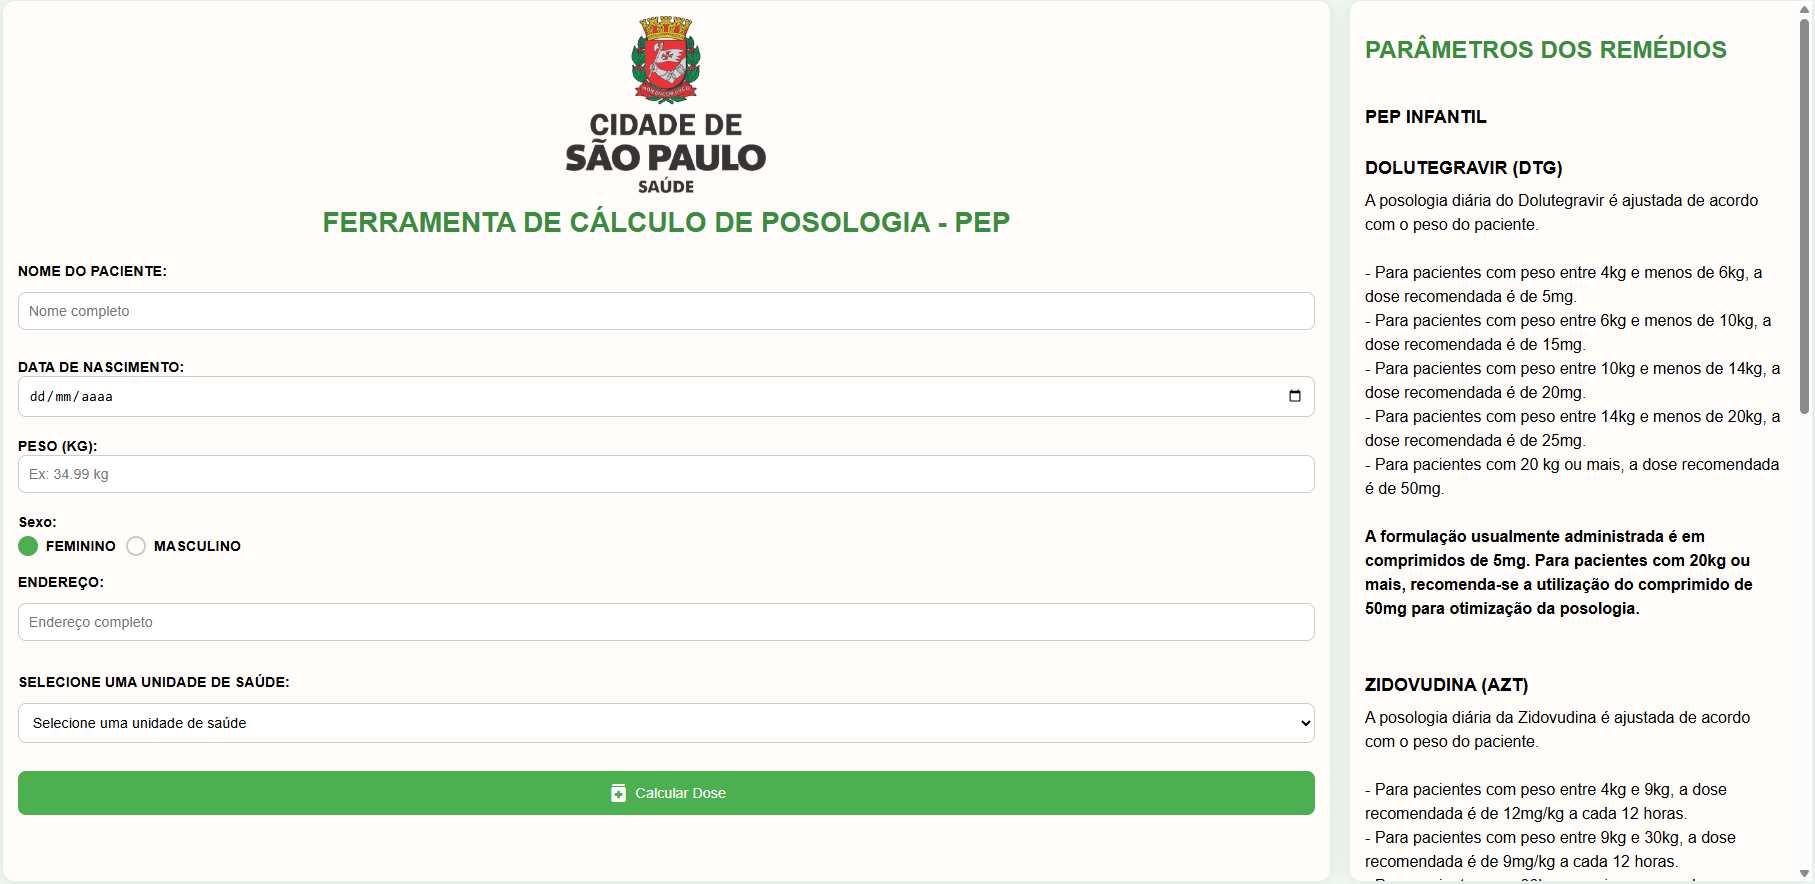 CIDADE DE
SÃO PAULO
SAÚDE
FERRAMENTA DE CÁLCULO DE POSOLOGIA - PEP
NOME DO PACIENTE:
Nome completo
DATA DE NASCIMENTO:
dd/mm/aaaa
PESO (KG):
Ex: 34.99 kg
Sexo:
FEMININO MASCULINO
ENDEREÇO:
Endereço completo
SELECIONE UMA UNIDADE DE SAÚDE:
Selecione uma unidade de saúde
Calcular Dose
PARÂMETROS DOS REMÉDIOS
PEP INFANTIL
DOLUTEGRAVIR (DTG)
A posologia diária do Dolutegravir é ajustada de acordo
com o peso do paciente.
- Para pacientes com peso entre 4kg e menos de 6kg, a
dose recomendada é de 5mg.
- Para pacientes com peso entre 6kg e menos de 10kg, a
dose recomendada é de 15mg.
- Para pacientes com peso entre 10kg e menos de 14kg, a
dose recomendada é de 20mg.
- Para pacientes com peso entre 14kg e menos de 20kg, a
dose recomendada é de 25mg.
- Para pacientes com 20 kg ou mais, a dose recomendada
é de 50mg.
A formulação usualmente administrada é em
comprimidos de 5mg. Para pacientes com 20kg ou
mais, recomenda-se a utilização do comprimido de
50mg para otimização da posologia.
ZIDOVUDINA (AZT)
A posologia diária da Zidovudina é ajustada de acordo
com o peso do paciente.
- Para pacientes com peso entre 4kg e 9kg, a dose
recomendada é de 12mg/kg a cada 12 horas.
- Para pacientes com peso entre 9kg e 30kg, a dose
recomendada é de 9mg/kg a cada 12 horas.